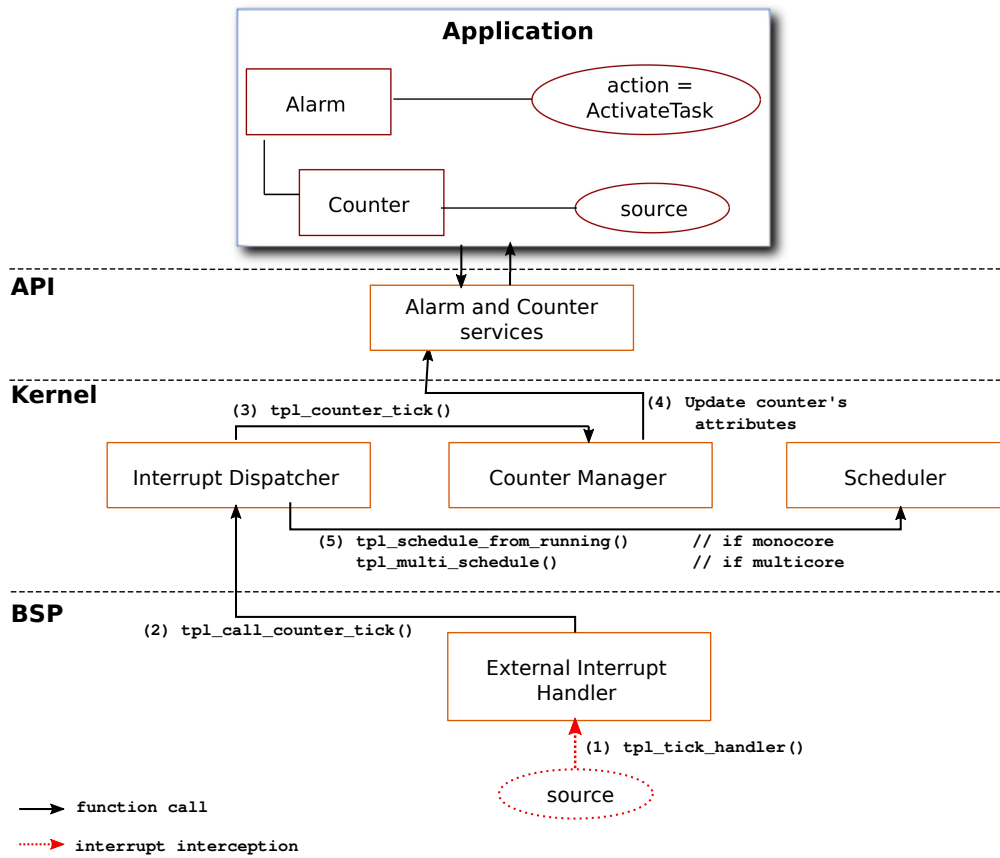 Application
Alarm
action =
ActivateTask
Counter
source
API
Alarm and Counter
services
Kernel
(3) tpl_counter_tick()
(4) Update counter's
attributes
Interrupt Dispatcher
Counter Manager
Scheduler
(5) tpl_schedule_from_running() // if monocore
tpl_multi_schedule() // if multicore
BSP
(2) tpl_call_counter_tick()
External Interrupt
Handler
(1) tpl_tick_handler()
source
function call
interrupt interception